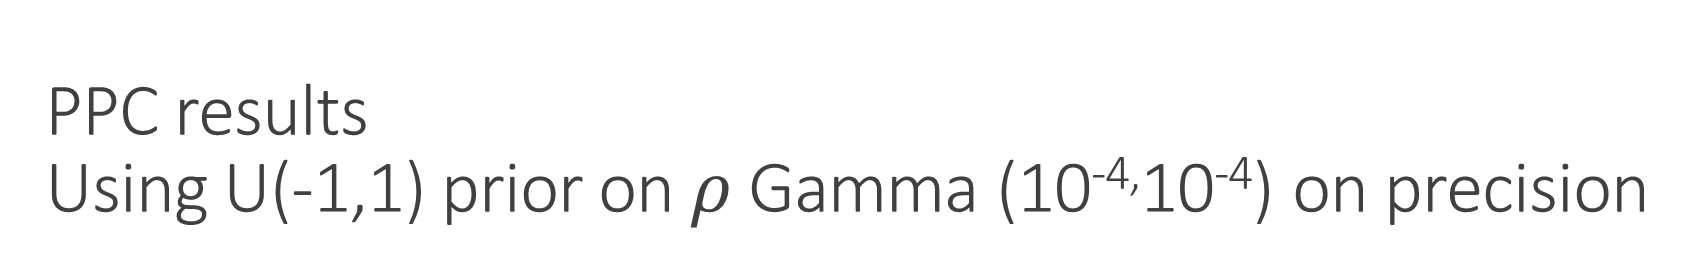 PPC results
Using U(-1,1) prior on 𝜌 Gamma (10⁻⁴,10⁻⁴) on precision